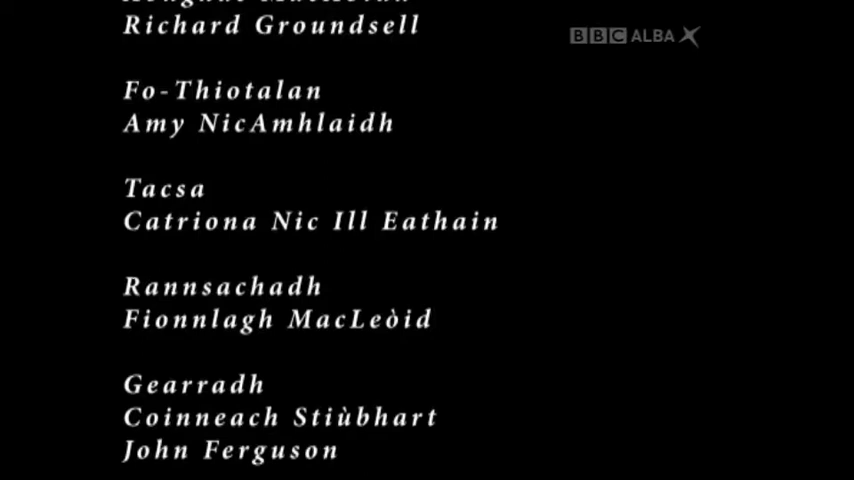 Richard Groundsell
BBC ALBA
Fo-Thiotalan
Amy NicAmhlaidh
Tacsa
Catriona Nic Ill Eathain
Rannsachadh
Fionnlagh MacLeòid
Gearradh
Coinneach Stiùbhart
John Ferguson